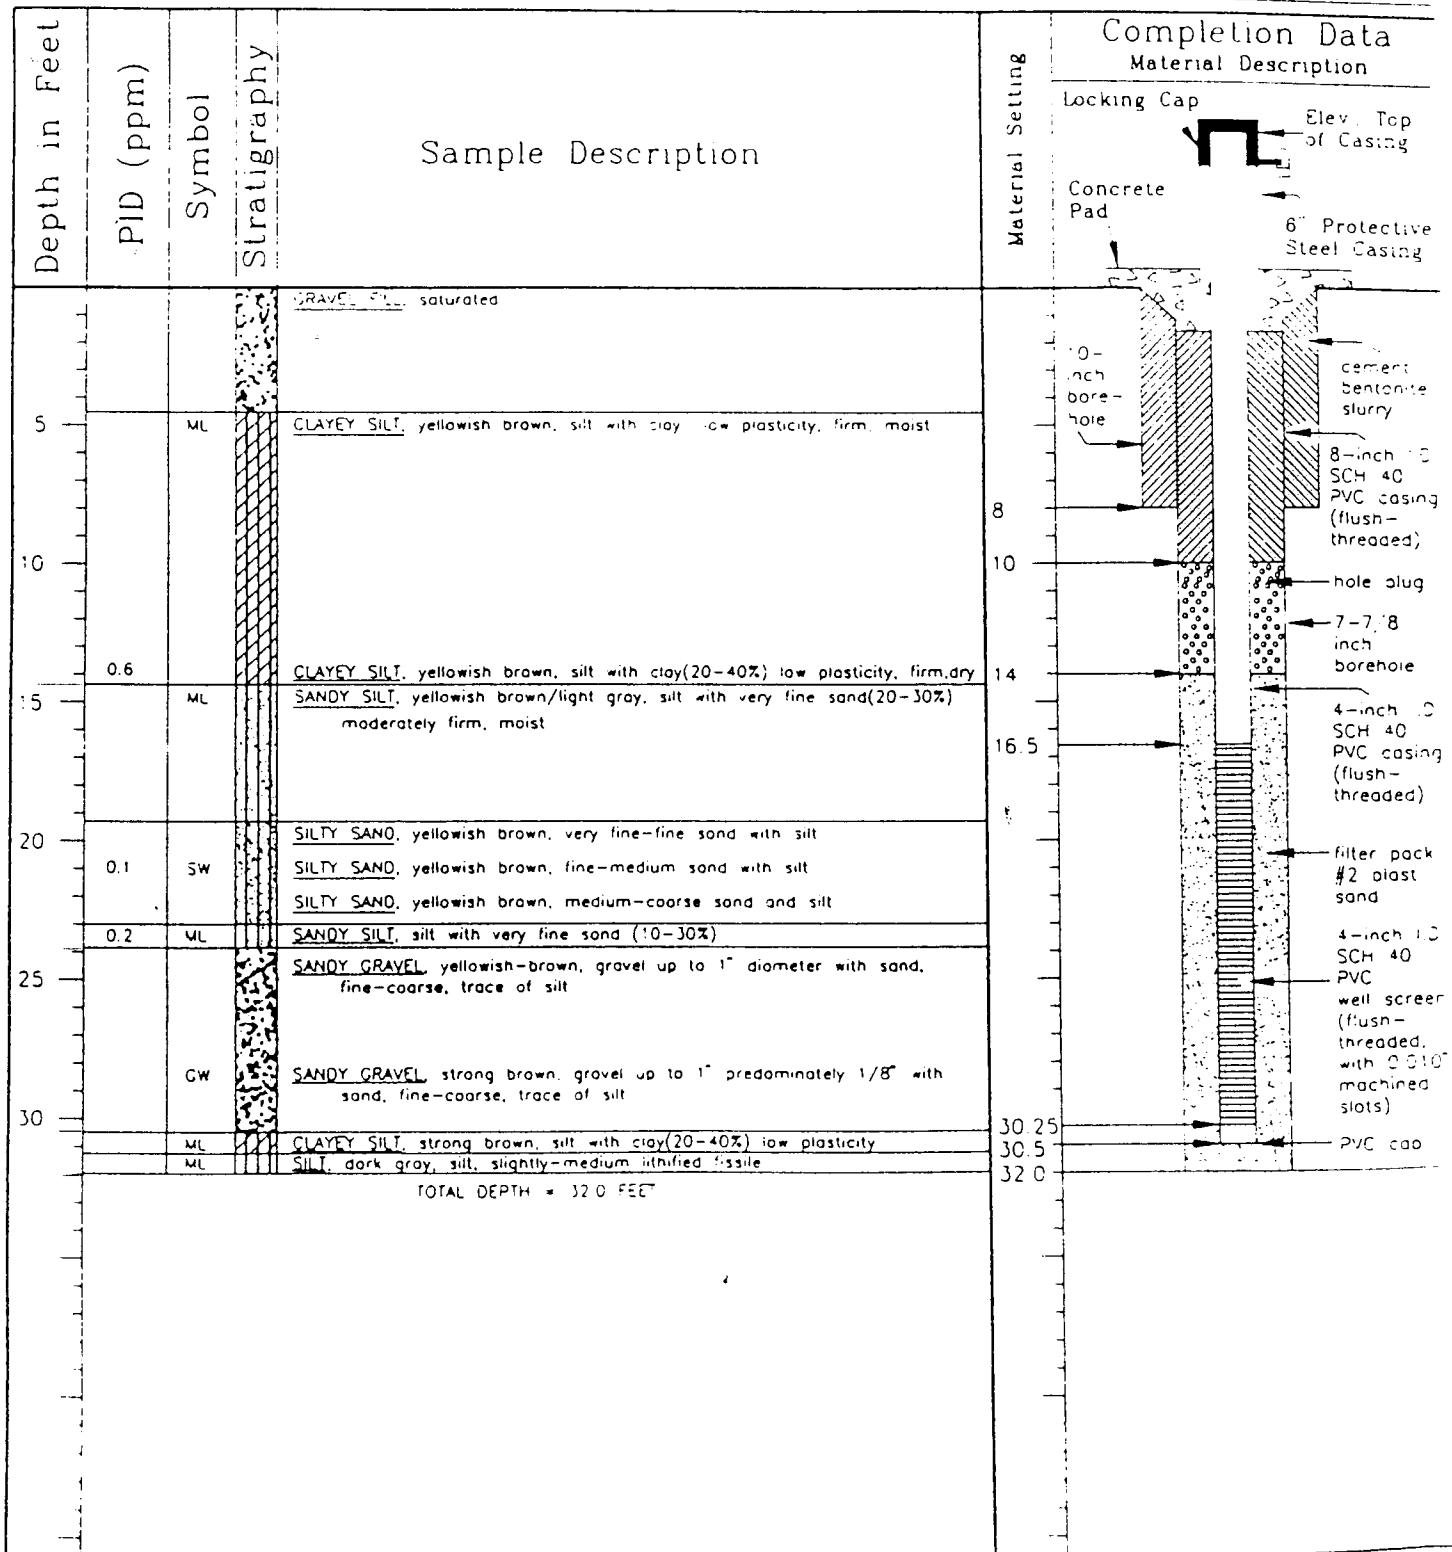 Depth in Feet
PID (ppm)
Symbol
Stratigraphy
Sample Description
Material Setting
Completion Data
Material Description
Locking Cap
Elev. Top
of Casing
Concrete
Pad
6" Protective
Steel Casing
GRAVEL FILL, saturated
inch
bore-
hole
cement
bentonite
slurry
5
ML
CLAYEY SILT, yellowish brown, silt with clay low plasticity, firm, moist
8-inch
SCH 40
PVC casing
(flush-
threaded)
8
10
10
hole plug
7-7/8
inch
borehole
0.6
CLAYEY SILT, yellowish brown, silt with clay(20-40%) low plasticity, firm,dry
14
15
ML
SANDY SILT, yellowish brown/light gray, silt with very fine sand(20-30%)
moderately firm, moist
4-inch
SCH 40
PVC casing
(flush-
threaded)
16.5
20
SILTY SAND, yellowish brown, very fine-fine sand with silt
0.1
SW
SILTY SAND, yellowish brown, fine-medium sand with silt
SILTY SAND, yellowish brown, medium-coarse sand and silt
filter pack
#2 blast
sand
0.2
ML
SANDY SILT, silt with very fine sand (10-30%)
25
SANDY GRAVEL, yellowish-brown, gravel up to 1" diameter with sand,
fine-coarse, trace of silt
4-inch
SCH 40
PVC
well screen
(flush-
threaded,
with 0.010"
machined
slots)
GW
SANDY GRAVEL, strong brown, gravel up to 1" predominately 1/8" with
sand, fine-coarse, trace of silt
30
30.25
ML
CLAYEY SILT, strong brown, silt with clay(20-40%) low plasticity
30.5
PVC cap
ML
SILT, dark gray, silt, slightly-medium lithified fissile
32.0
TOTAL DEPTH = 32.0 FEET